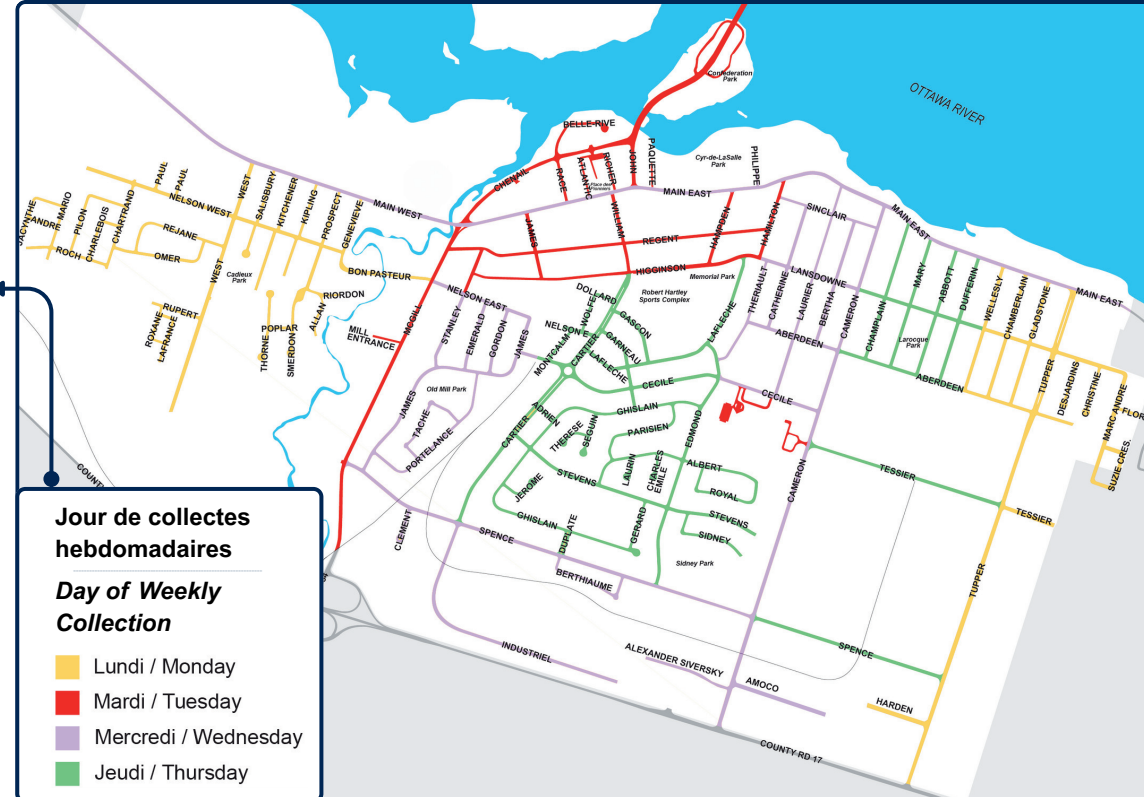 OTTAWA RIVER
Confederation
Park
BELLE-RIVE
CHENAIL
RACE
ATLANTIC
RICHER
JOHN
PAQUETTE
Place des
Pionniers
Cyr-de-LaSalle
Park
PHILIPPE
MAIN EAST
MAIN WEST
SINCLAIR
MAIN EAST
MAIN EAST
PAUL
PAUL
NELSON WEST
WEST
SALISBURY
KITCHENER
KIPLING
PROSPECT
GENEVIEVE
JACYNTHE
ANDRE
MARIO
PILON
CHARLEBOIS
CHARTRAND
ROCH
REJANE
OMER
WEST
Cadieux
Park
BON PASTEUR
RIORDON
ALLAN
RUPERT
ROXANE
LAFRANCE
POPLAR
THORNE
SMERDON
MILL
ENTRANCE
MCGILL
JAMES
WILLIAM
REGENT
HAMPDEN
HAMILTON
HIGGINSON
Memorial Park
Robert Hartley
Sports Complex
LANSDOWNE
THERIAULT
CATHERINE
LAURIER
BERTHA
CAMERON
ABERDEEN
CHAMPLAIN
MARY
ABBOTT
DUFFERIN
Larocque
Park
ABERDEEN
WELLESLY
CHAMBERLAIN
GLADSTONE
TUPPER
DESJARDINS
CHRISTINE
MARC ANDRE
FLOR
SUZIE CRES.
NELSON EAST
STANLEY
EMERALD
GORDON
JAMES
Old Mill Park
JAMES
TACHE
PORTELANCE
DOLLARD
WOLFE
GASCON
NELSON E
GARNEAU
MONTCALM
CARTIER
LAFLECHE
LAFLECHE
CECILE
CECILE
ADRIEN
CARTIER
GHISLAIN
THERESE
SEGUIN
PARISIEN
EDMOND
LAURIN
CHARLES
EMILE
ALBERT
ROYAL
STEVENS
STEVENS
SIDNEY
JEROME
GHISLAIN
DUPLATE
GERARD
Sidney Park
CLEMENT
SPENCE
BERTHIAUME
CAMERON
TESSIER
TESSIER
TUPPER
SPENCE
INDUSTRIEL
ALEXANDER SIVERSKY
AMOCO
HARDEN
COUNTY RD 17
COUNTY
Jour de collectes
hebdomadaires
Day of Weekly
Collection
Lundi / Monday
Mardi / Tuesday
Mercredi / Wednesday
Jeudi / Thursday